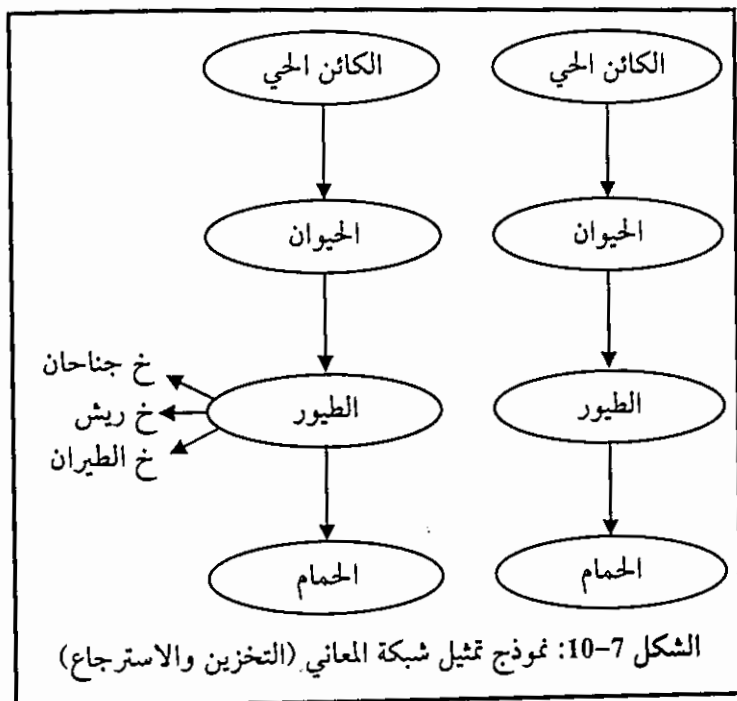 الكائن الحي
الكائن الحي
الحيوان
الحيوان
الطيور
الطيور
خ جناحان
خ ريش
خ الطيران
الحمام
الحمام
الشكل 7-10: نموذج تمثيل شبكة المعاني (التخزين والاسترجاع)